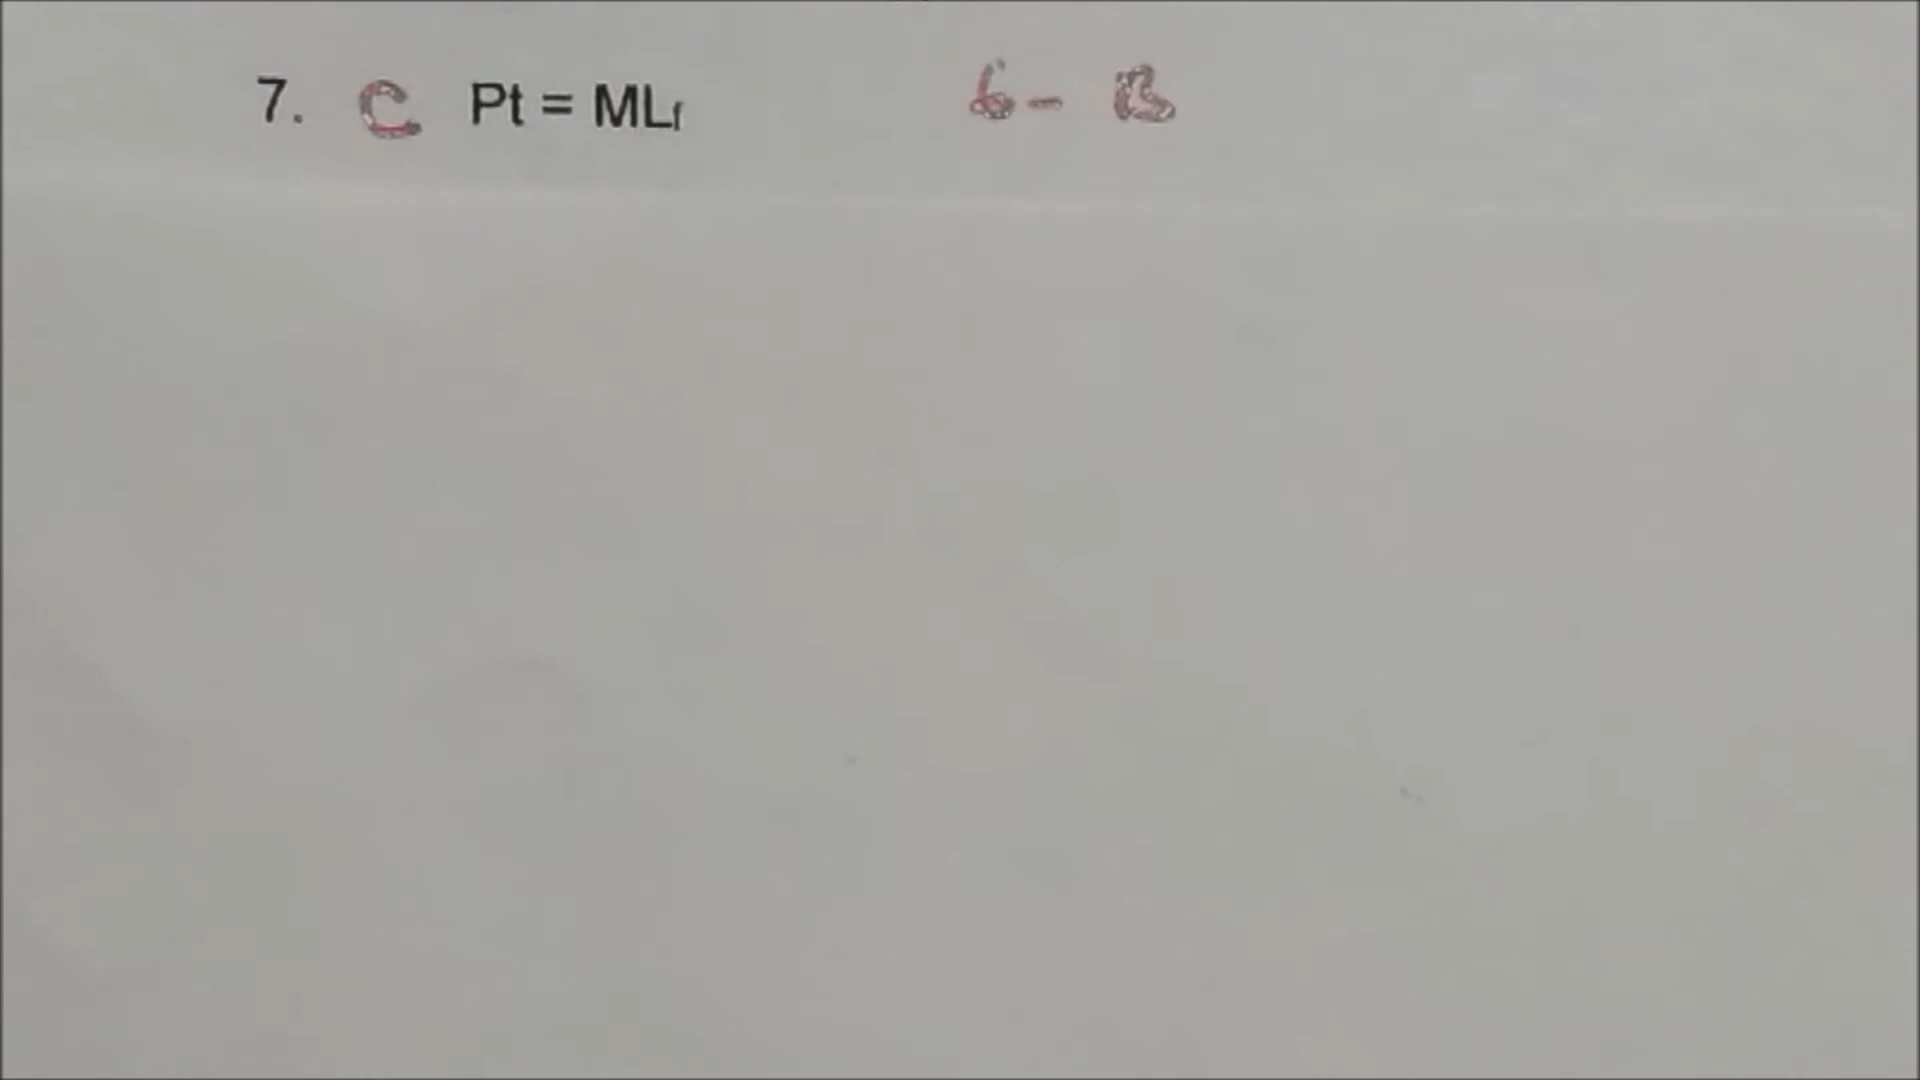 7. C Pt = MLf 6- B